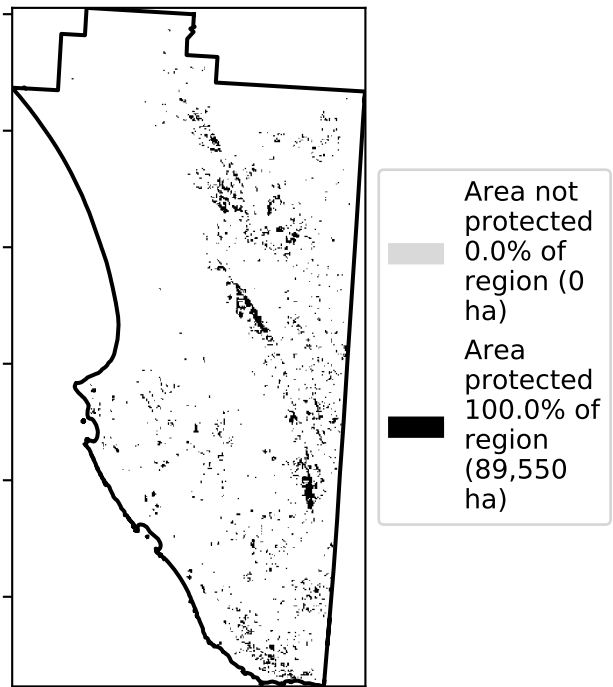 Area not
protected
0.0% of
region (0
ha)
Area
protected
100.0% of
region
(89,550
ha)